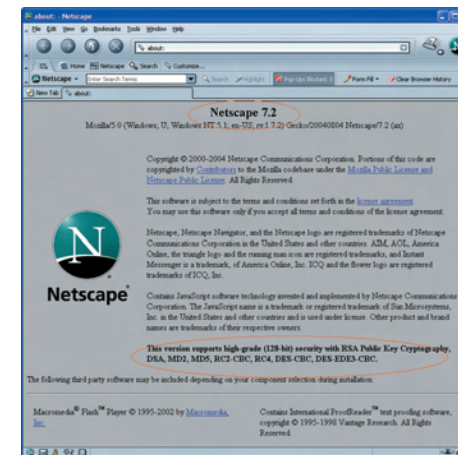 about: - Netscape
File Edit View Go Bookmarks Tools Window Help
about:
Home My Netscape Search Customize...
Netscape Enter Search Terms Search Highlight Pop-Ups Blocked: 0 Form Fill Clear Browser History
New Tab about:
Netscape 7.2
Mozilla/5.0 (Windows; U; Windows NT 5.1; en-US; rv:1.7.2) Gecko/20040804 Netscape/7.2 (ax)
Copyright © 2000-2004 Netscape Communications Corporation. Portions of this code are
copyrighted by Contributors to the Mozilla codebase under the Mozilla Public License and
Netscape Public License. All Rights Reserved.
This software is subject to the terms and conditions set forth in the license agreement.
You may use this software only if you accept all terms and conditions of the license agreement.
Netscape, Netscape Navigator, and the Netscape logo are registered trademarks of Netscape
Communications Corporation in the United States and other countries. AIM, AOL, America
Online, the triangle logo and the running man icon are registered trademarks, and Instant
Messenger is a trademark, of America Online, Inc. ICQ and the flower logo are registered
trademarks of ICQ, Inc.
N
Netscape®
Contains JavaScript software technology invented and implemented by Netscape Communications
Corporation. The JavaScript name is a trademark or registered trademark of Sun Microsystems,
Inc. in the United States and other countries and is used under license. Other product and brand
names are trademarks of their respective owners.
This version supports high-grade (128-bit) security with RSA Public Key Cryptography,
DSA, MD2, MD5, RC2-CBC, RC4, DES-CBC, DES-EDE3-CBC.
The following third party software may be included depending on your component selection during installation:
Macromedia® Flash™ Player © 1995-2002 by Macromedia,
Inc.
Contains International ProofReader™ text proofing software,
copyright © 1995-1998 Vantage Research. All Rights
Reserved.